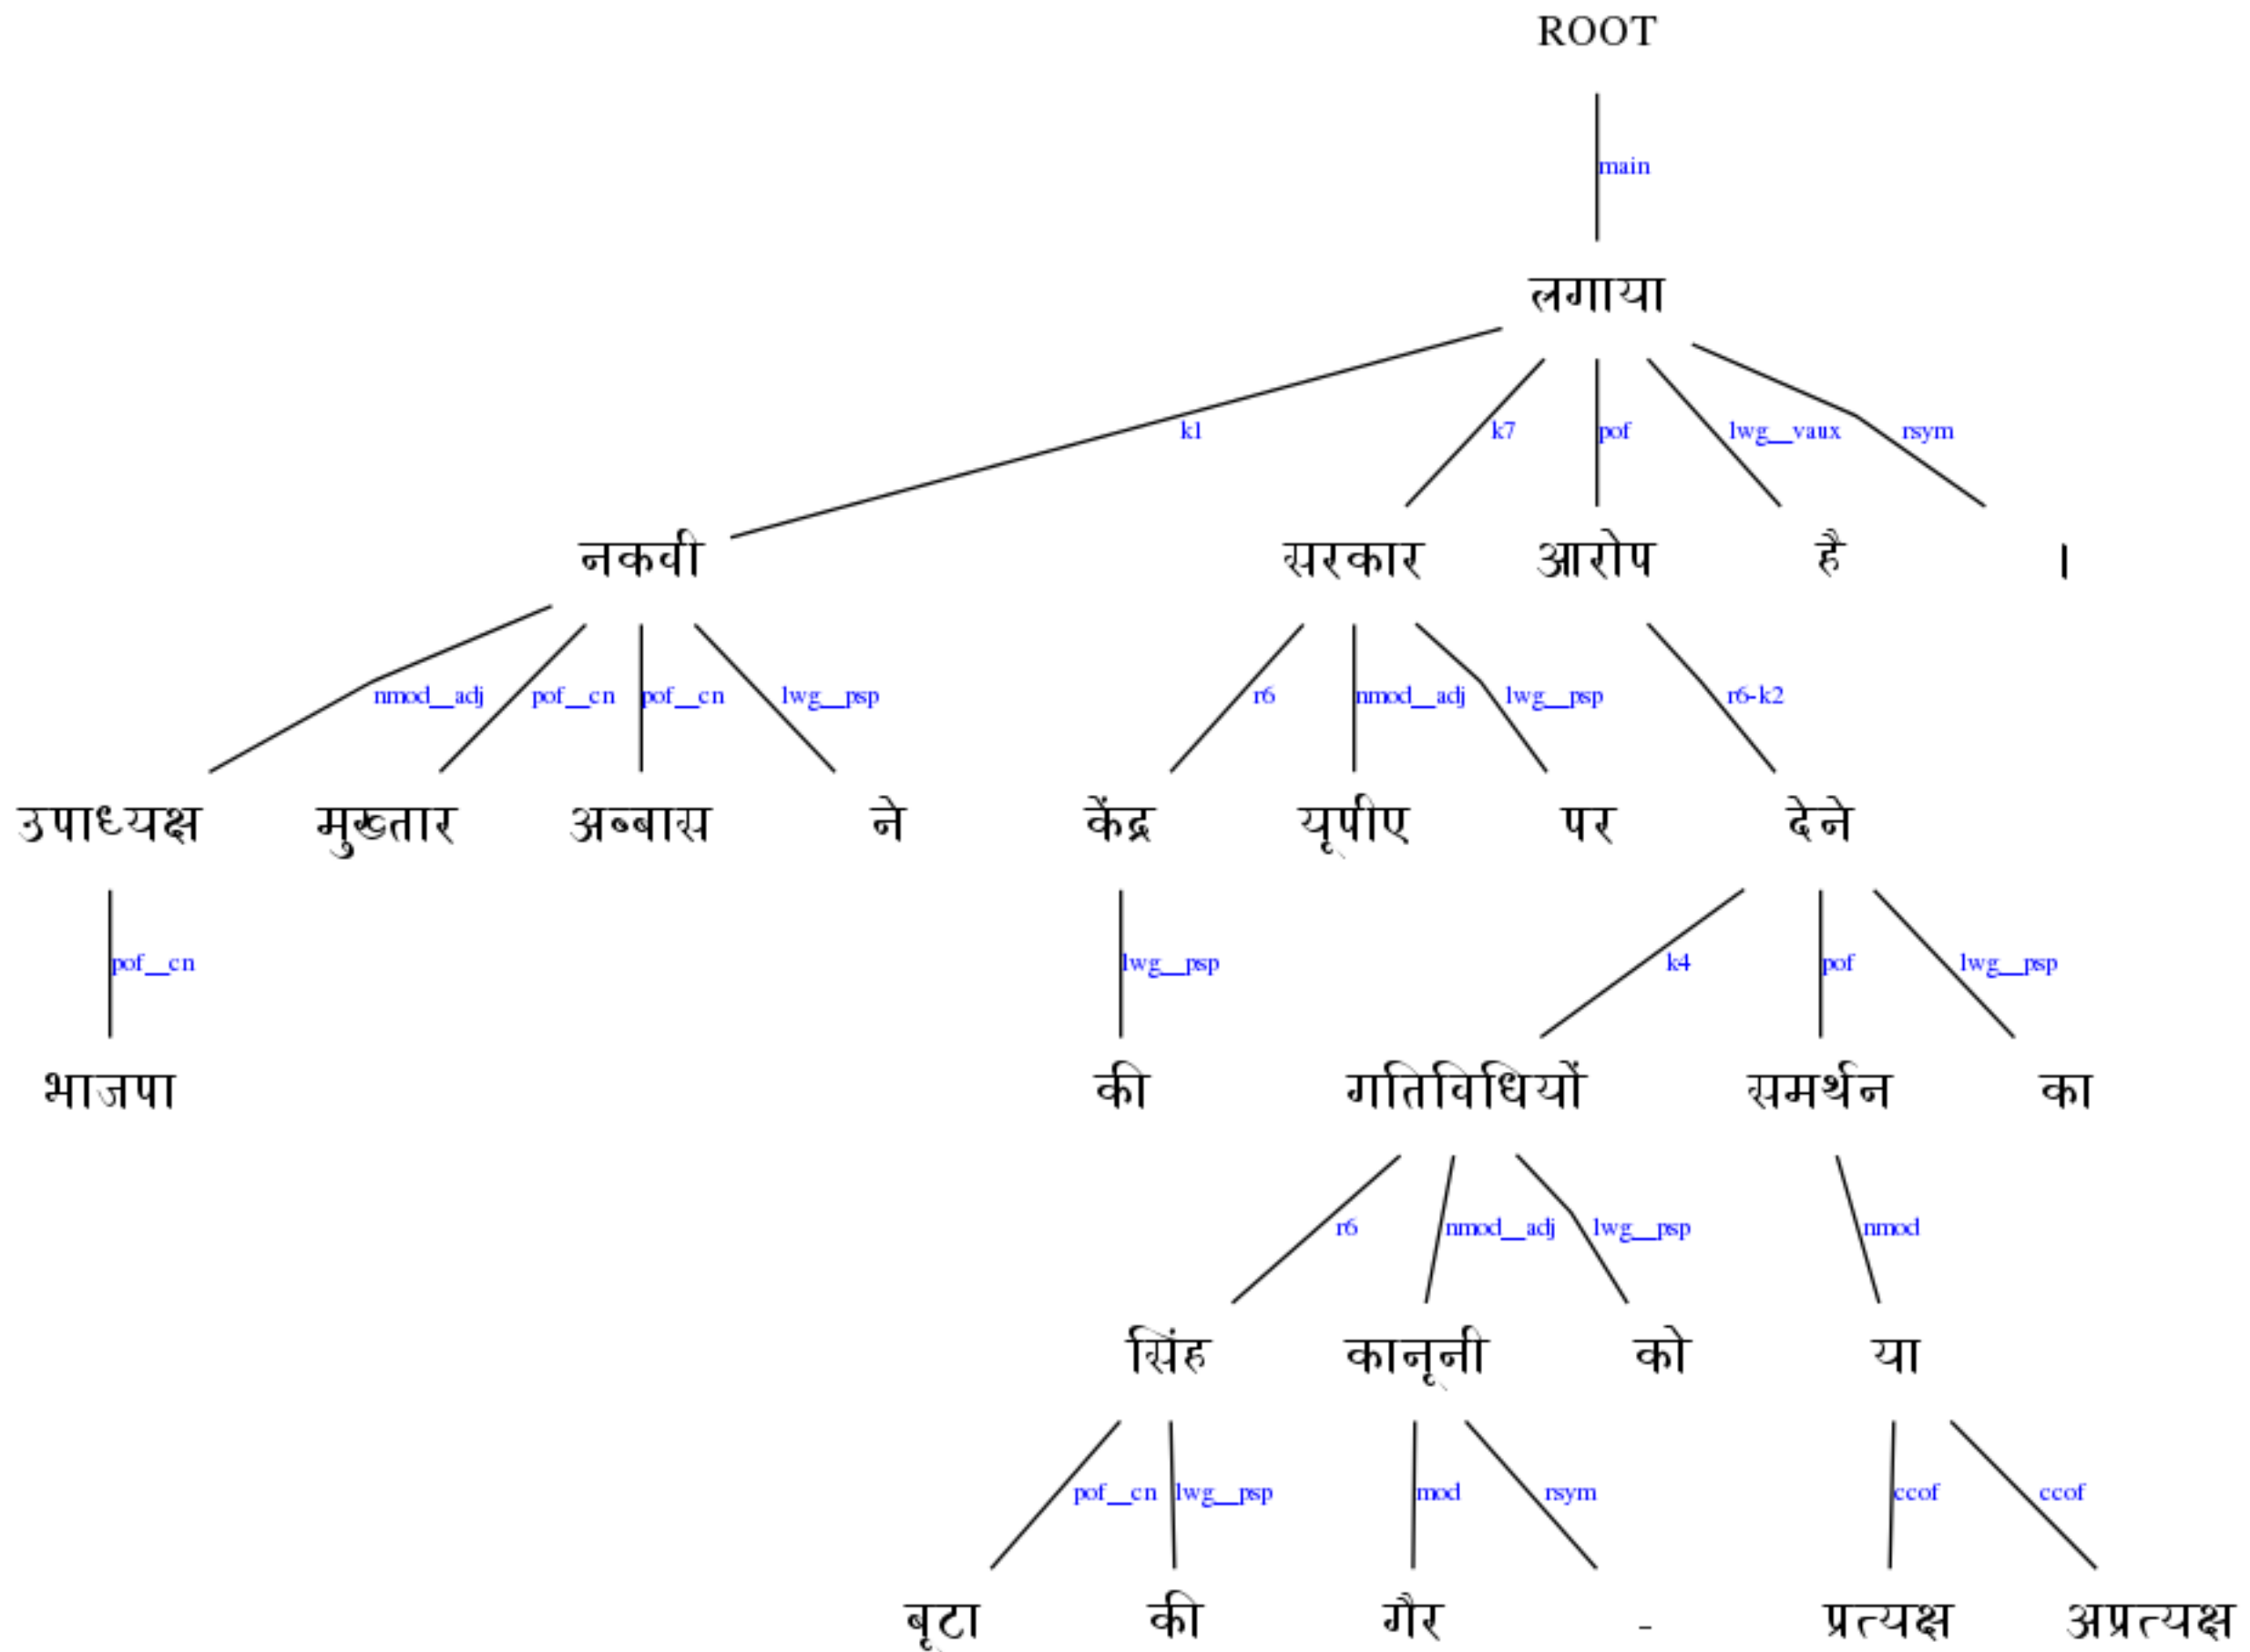 ROOT
main
लगाया
k1 k7 pof lwg__vaux rsym
नकवी सरकार आरोप है ।
nmod__adj pof__cn pof__cn lwg__psp r6 nmod__adj lwg__psp r6-k2
उपाध्यक्ष मुख्तार अब्बास ने केंद्र यूपीए पर देने
pof__cn lwg__psp k4 pof lwg__psp
भाजपा की गतिविधियों समर्थन का
r6 nmod__adj lwg__psp nmod
सिंह कानूनी को या
pof__cn lwg__psp mod rsym ccof ccof
बूटा की गैर - प्रत्यक्ष अप्रत्यक्ष